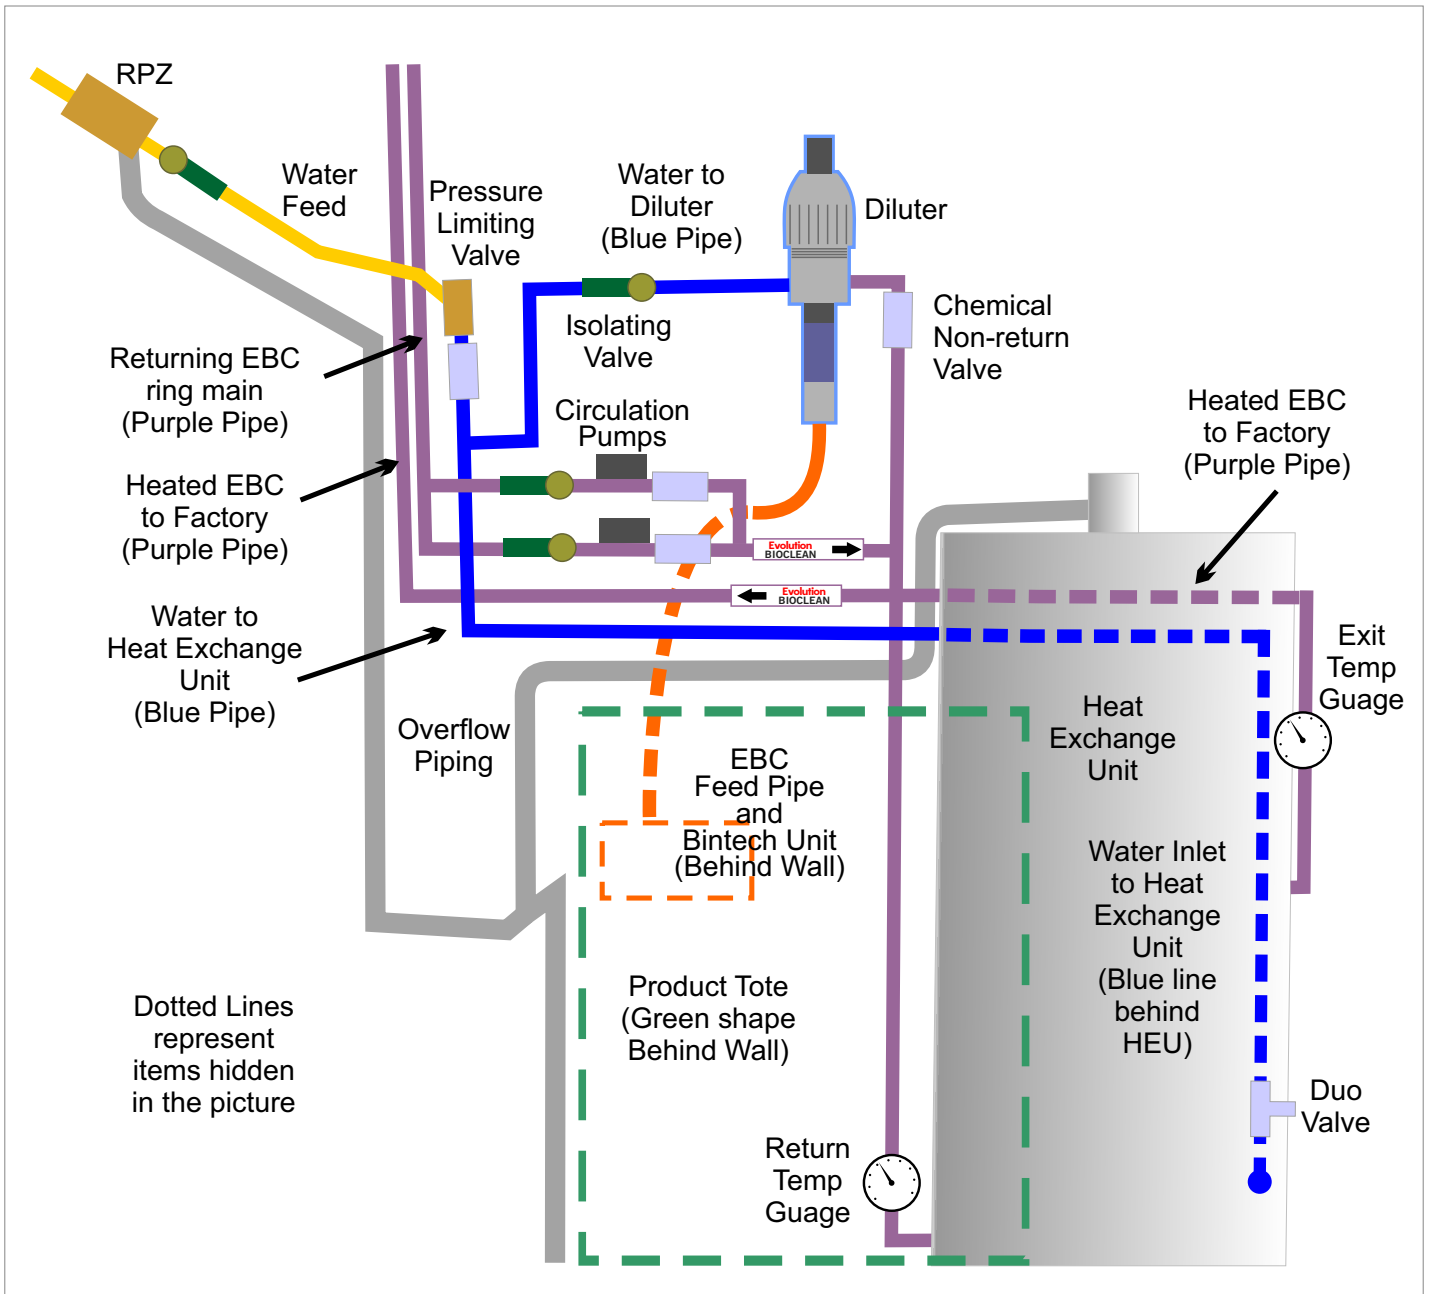 RPZ
Water
Feed
Pressure
Limiting
Valve
Water to
Diluter
(Blue Pipe)
Diluter
Isolating
Valve
Chemical
Non-return
Valve
Returning EBC
ring main
(Purple Pipe)
Circulation
Pumps
Heated EBC
to Factory
(Purple Pipe)
Heated EBC
to Factory
(Purple Pipe)
Evolution
BIOCLEAN
Evolution
BIOCLEAN
Water to
Heat Exchange
Unit
(Blue Pipe)
Exit
Temp
Guage
Overflow
Piping
Heat
Exchange
Unit
EBC
Feed Pipe
and
Bintech Unit
(Behind Wall)
Water Inlet
to Heat
Exchange
Unit
(Blue line
behind
HEU)
Product Tote
(Green shape
Behind Wall)
Dotted Lines
represent
items hidden
in the picture
Duo
Valve
Return
Temp
Guage